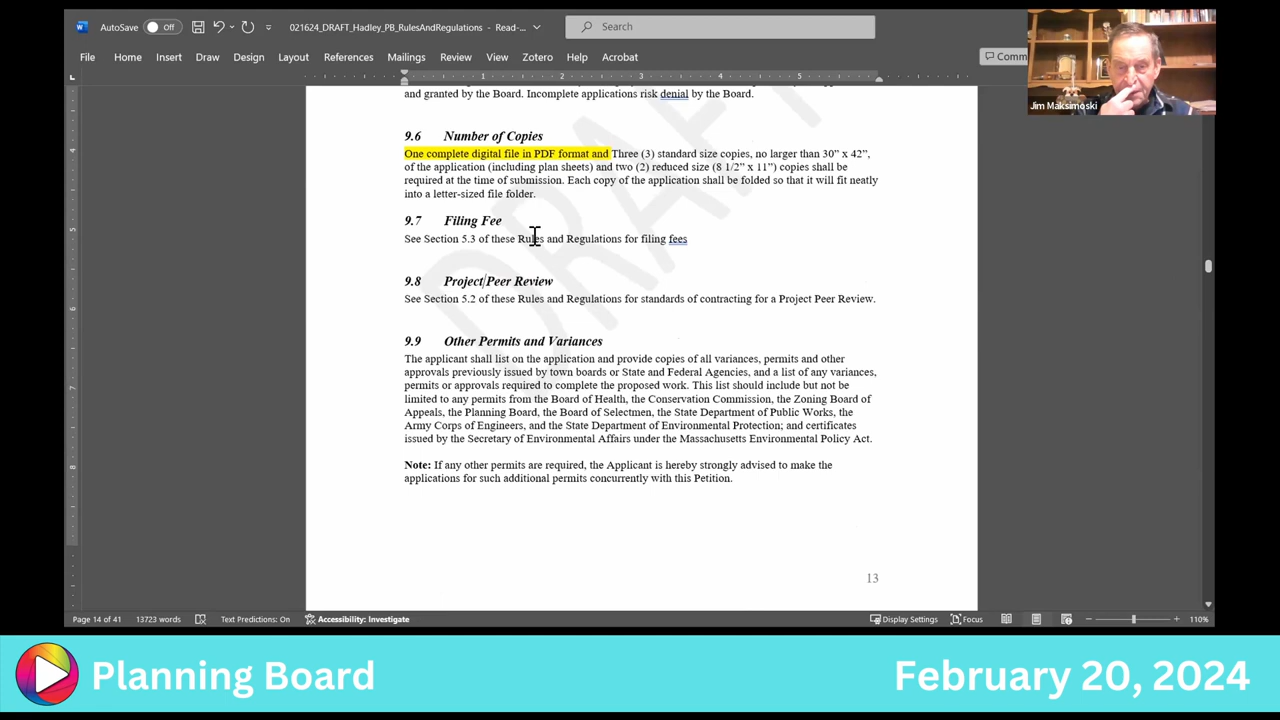 AutoSave Off 021624_DRAFT_Hadley_PB_RulesAndRegulations - Read-... Search
File Home Insert Draw Design Layout References Mailings Review View Zotero Help Acrobat Comm
Jim Maksimoski
1 2 3 4 5
and granted by the Board. Incomplete applications risk denial by the Board.
9.6 Number of Copies
One complete digital file in PDF format and Three (3) standard size copies, no larger than 30” x 42”,
of the application (including plan sheets) and two (2) reduced size (8 1/2” x 11”) copies shall be
required at the time of submission. Each copy of the application shall be folded so that it will fit neatly
into a letter-sized file folder.
9.7 Filing Fee
See Section 5.3 of these Rules and Regulations for filing fees
9.8 Project Peer Review
See Section 5.2 of these Rules and Regulations for standards of contracting for a Project Peer Review.
9.9 Other Permits and Variances
The applicant shall list on the application and provide copies of all variances, permits and other
approvals previously issued by town boards or State and Federal Agencies, and a list of any variances,
permits or approvals required to complete the proposed work. This list should include but not be
limited to any permits from the Board of Health, the Conservation Commission, the Zoning Board of
Appeals, the Planning Board, the Board of Selectmen, the State Department of Public Works, the
Army Corps of Engineers, and the State Department of Environmental Protection; and certificates
issued by the Secretary of Environmental Affairs under the Massachusetts Environmental Policy Act.
Note: If any other permits are required, the Applicant is hereby strongly advised to make the
applications for such additional permits concurrently with this Petition.
13
DRAFT
Page 14 of 41 13723 words Text Predictions: On Accessibility: Investigate Display Settings Focus 110%
Planning Board February 20, 2024